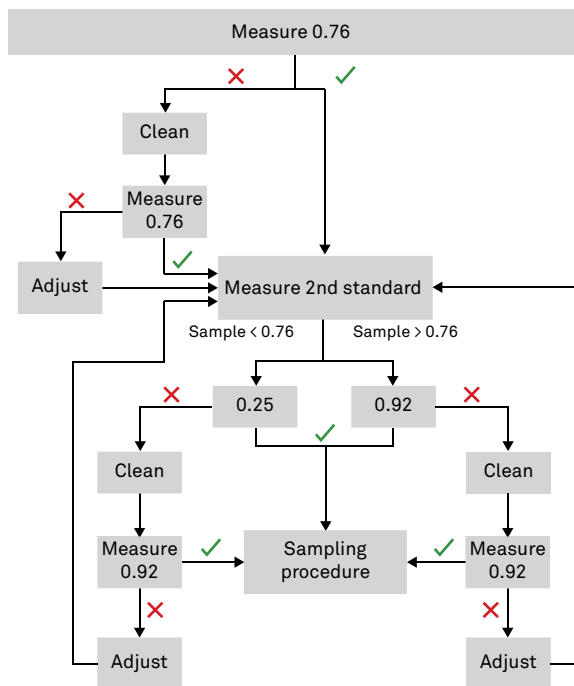 Measure 0.76
Clean
Measure
0.76
Adjust
Measure 2nd standard
Sample < 0.76
Sample > 0.76
0.25
0.92
Clean
Clean
Measure
0.92
Sampling
procedure
Measure
0.92
Adjust
Adjust